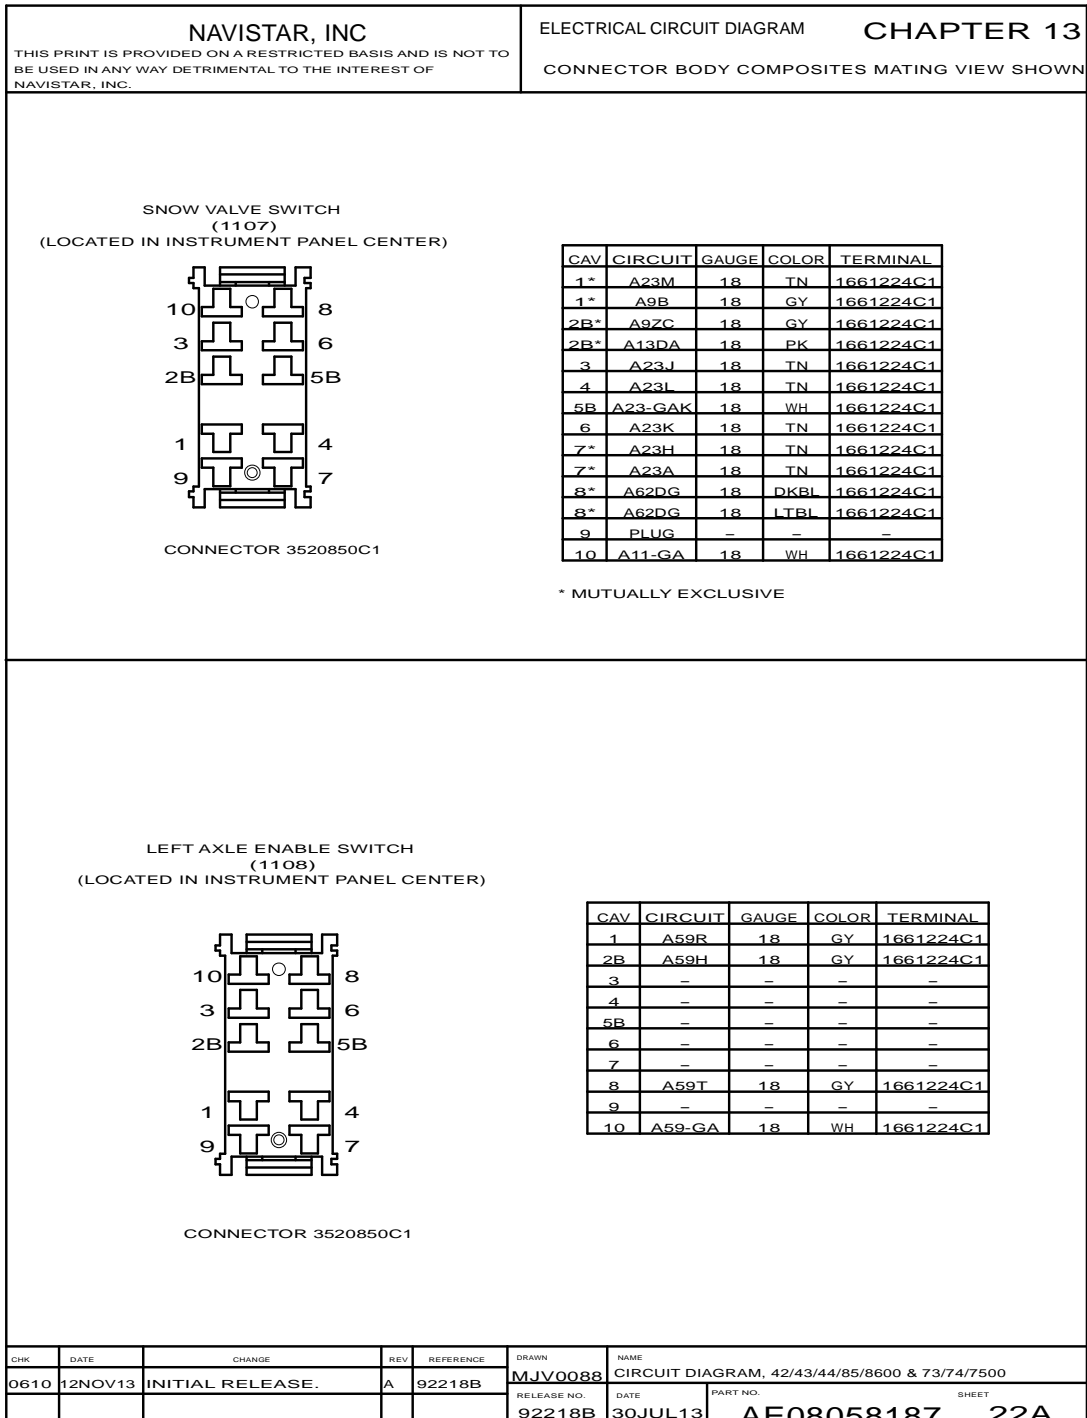 NAVISTAR, INC
THIS PRINT IS PROVIDED ON A RESTRICTED BASIS AND IS NOT TO
BE USED IN ANY WAY DETRIMENTAL TO THE INTEREST OF
NAVISTAR, INC.
ELECTRICAL CIRCUIT DIAGRAM CHAPTER 13
CONNECTOR BODY COMPOSITES MATING VIEW SHOWN
SNOW VALVE SWITCH
(1107)
(LOCATED IN INSTRUMENT PANEL CENTER)
10 8
3 6
2B 5B
1 4
9 7
CONNECTOR 3520850C1
CAV CIRCUIT GAUGE COLOR TERMINAL
1* A23M 18 TN 1661224C1
1* A9B 18 GY 1661224C1
2B* A9ZC 18 GY 1661224C1
2B* A13DA 18 PK 1661224C1
3 A23J 18 TN 1661224C1
4 A23L 18 TN 1661224C1
5B A23-GAK 18 WH 1661224C1
6 A23K 18 TN 1661224C1
7* A23H 18 TN 1661224C1
7* A23A 18 TN 1661224C1
8* A62DG 18 DKBL 1661224C1
8* A62DG 18 LTBL 1661224C1
9 PLUG – – –
10 A11-GA 18 WH 1661224C1
* MUTUALLY EXCLUSIVE
LEFT AXLE ENABLE SWITCH
(1108)
(LOCATED IN INSTRUMENT PANEL CENTER)
10 8
3 6
2B 5B
1 4
9 7
CONNECTOR 3520850C1
CAV CIRCUIT GAUGE COLOR TERMINAL
1 A59R 18 GY 1661224C1
2B A59H 18 GY 1661224C1
3 – – – –
4 – – – –
5B – – – –
6 – – – –
7 – – – –
8 A59T 18 GY 1661224C1
9 – – – –
10 A59-GA 18 WH 1661224C1
CHK DATE CHANGE REV REFERENCE
0610 12NOV13 INITIAL RELEASE. A 92218B
DRAWN NAME
MJV0088 CIRCUIT DIAGRAM, 42/43/44/85/8600 & 73/74/7500
RELEASE NO. DATE PART NO. SHEET
92218B 30JUL13 AE08058187 22A